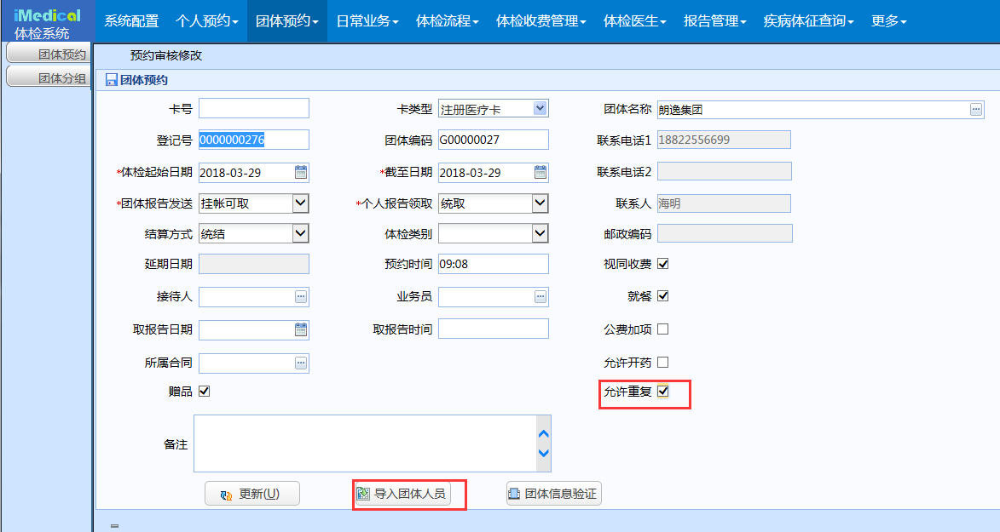 iMedical
体检系统
系统配置 个人预约 团体预约 日常业务 体检流程 体检收费管理 体检医生 报告管理 疾病体征查询 更多
团体预约
团体分组
预约审核修改
团体预约
卡号 卡类型 注册医疗卡 团体名称 朗逸集团
登记号 0000000276 团体编码 G00000027 联系电话1 18822556699
*体检起始日期 2018-03-29 *截至日期 2018-03-29 联系电话2
*团体报告发送 挂帐可取 *个人报告领取 统取 联系人 海明
结算方式 统结 体检类别 邮政编码
延期日期 预约时间 09:08 视同收费
接待人 业务员 就餐
取报告日期 取报告时间 公费加项
所属合同 允许开药
赠品 允许重复
备注
更新(U) 导入团体人员 团体信息验证